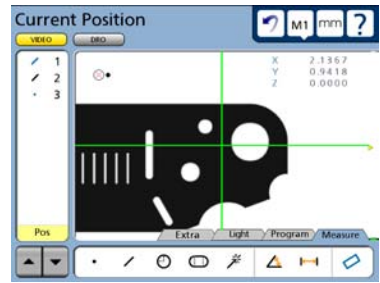 Current Position
M1 mm ?
VIDEO DRO
1
2
3
X 2.1367
Y 0.9418
Z 0.0000
Pos
Extra Light Program Measure